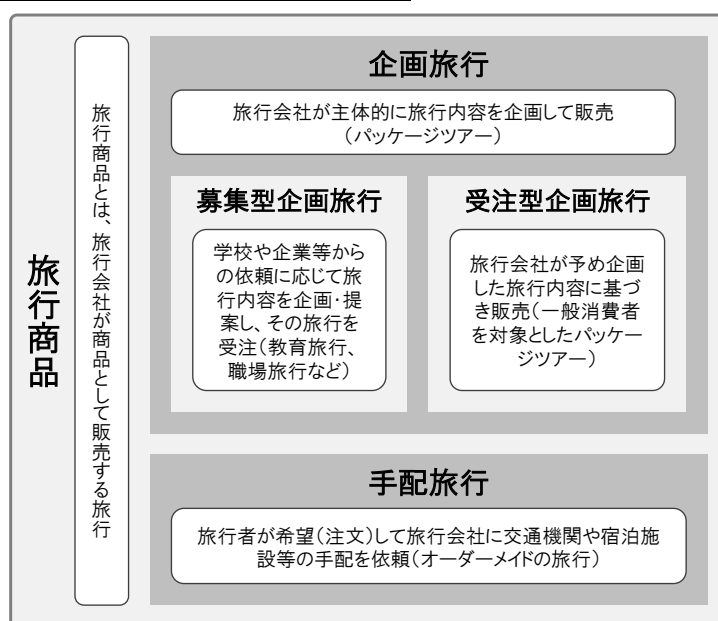 旅行商品
旅行商品とは、旅行会社が商品として販売する旅行
企画旅行
旅行会社が主体的に旅行内容を企画して販売
(パッケージツアー)
募集型企画旅行
学校や企業等から
の依頼に応じて旅
行内容を企画・提
案し、その旅行を
受注(教育旅行、
職場旅行など)
受注型企画旅行
旅行会社が予め企画
した旅行内容に基づ
き販売(一般消費者
を対象としたパッケー
ジツアー)
手配旅行
旅行者が希望(注文)して旅行会社に交通機関や宿泊施
設等の手配を依頼(オーダーメイドの旅行)